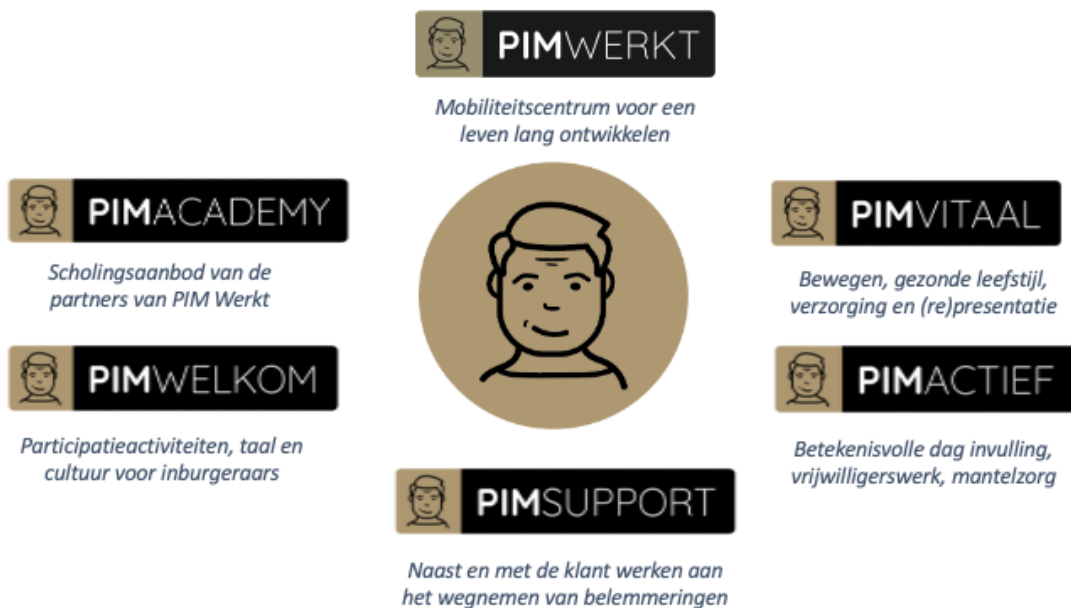 PIMWERKT
Mobiliteitscentrum voor een
leven lang ontwikkelen
PIMACADEMY
Scholingsaanbod van de
partners van PIM Werkt
PIMVITAAL
Bewegen, gezonde leefstijl,
verzorging en (re)presentatie
PIMWELKOM
Participatieactiviteiten, taal en
cultuur voor inburgeraars
PIMACTIEF
Betekenisvolle dag invulling,
vrijwilligerswerk, mantelzorg
PIMSUPPORT
Naast en met de klant werken aan
het wegnemen van belemmeringen